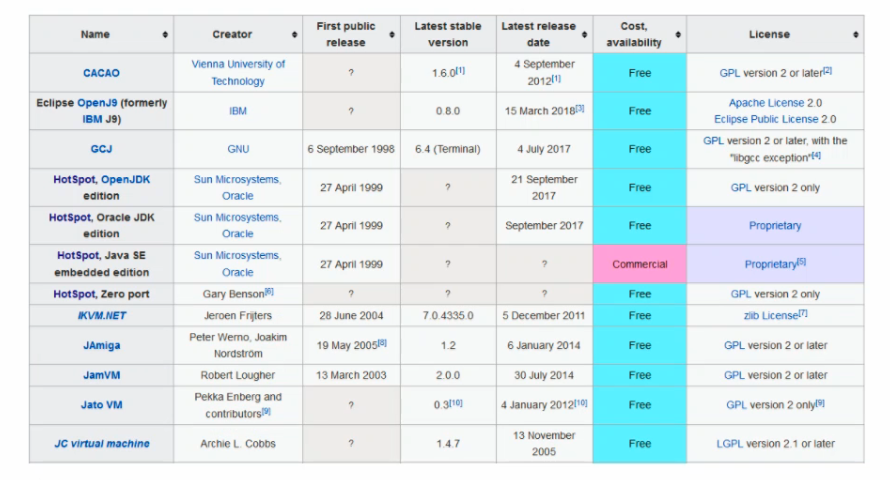 Name Creator First public release Latest stable version Latest release date Cost, availability License
CACAO Vienna University of Technology ? 1.6.0[1] 4 September 2012[1] Free GPL version 2 or later[2]
Eclipse OpenJ9 (formerly IBM J9) IBM ? 0.8.0 15 March 2018[3] Free Apache License 2.0 Eclipse Public License 2.0
GCJ GNU 6 September 1998 6.4 (Terminal) 4 July 2017 Free GPL version 2 or later, with the "libgcc exception"[4]
HotSpot, OpenJDK edition Sun Microsystems, Oracle 27 April 1999 ? 21 September 2017 Free GPL version 2 only
HotSpot, Oracle JDK edition Sun Microsystems, Oracle 27 April 1999 ? September 2017 Free Proprietary
HotSpot, Java SE embedded edition Sun Microsystems, Oracle 27 April 1999 ? ? Commercial Proprietary[5]
HotSpot, Zero port Gary Benson[6] ? ? ? Free GPL version 2 only
IKVM.NET Jeroen Frijters 28 June 2004 7.0.4335.0 5 December 2011 Free zlib License[7]
JAmiga Peter Werno, Joakim Nordström 19 May 2005[8] 1.2 6 January 2014 Free GPL version 2 or later
JamVM Robert Lougher 13 March 2003 2.0.0 30 July 2014 Free GPL version 2 or later
Jato VM Pekka Enberg and contributors[9] ? 0.3[10] 4 January 2012[10] Free GPL version 2 only[9]
JC virtual machine Archie L. Cobbs ? 1.4.7 13 November 2005 Free LGPL version 2.1 or later